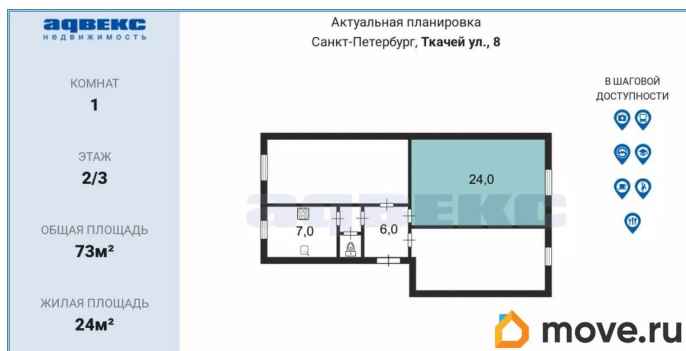 адвекс
недвижимость
КОМНАТ
1
ЭТАЖ
2/3
ОБЩАЯ ПЛОЩАДЬ
73м²
ЖИЛАЯ ПЛОЩАДЬ
24м²
Актуальная планировка
Санкт-Петербург, Ткачей ул., 8
В ШАГОВОЙ
ДОСТУПНОСТИ
24,0
адвекс
7,0
6,0
move.ru